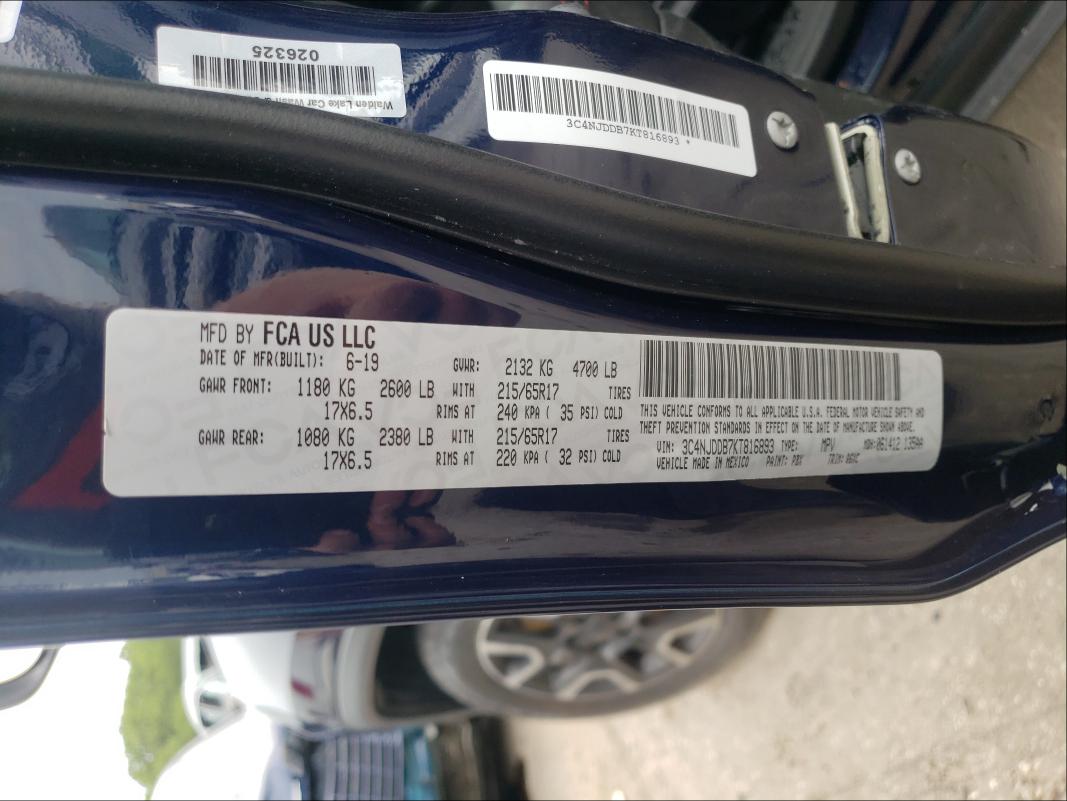 026325
Walden Lake Car Wash
3C4NJDDB7KT816893 *
MFD BY FCA US LLC
DATE OF MFR(BUILT): 6-19 GVWR: 2132 KG 4700 LB
GAWR FRONT: 1180 KG 2600 LB WITH 215/65R17 TIRES
17X6.5 RIMS AT 240 KPA ( 35 PSI) COLD
GAWR REAR: 1080 KG 2380 LB WITH 215/65R17 TIRES
17X6.5 RIMS AT 220 KPA ( 32 PSI) COLD
THIS VEHICLE CONFORMS TO ALL APPLICABLE U.S.A. FEDERAL MOTOR VEHICLE SAFETY AND
THEFT PREVENTION STANDARDS IN EFFECT ON THE DATE OF MANUFACTURE SHOWN ABOVE.
VIN: 3C4NJDDB7KT816893 TYPE: MPV MDH: 061412 135AA
VEHICLE MADE IN MEXICO PAINT: PBX TRIM: